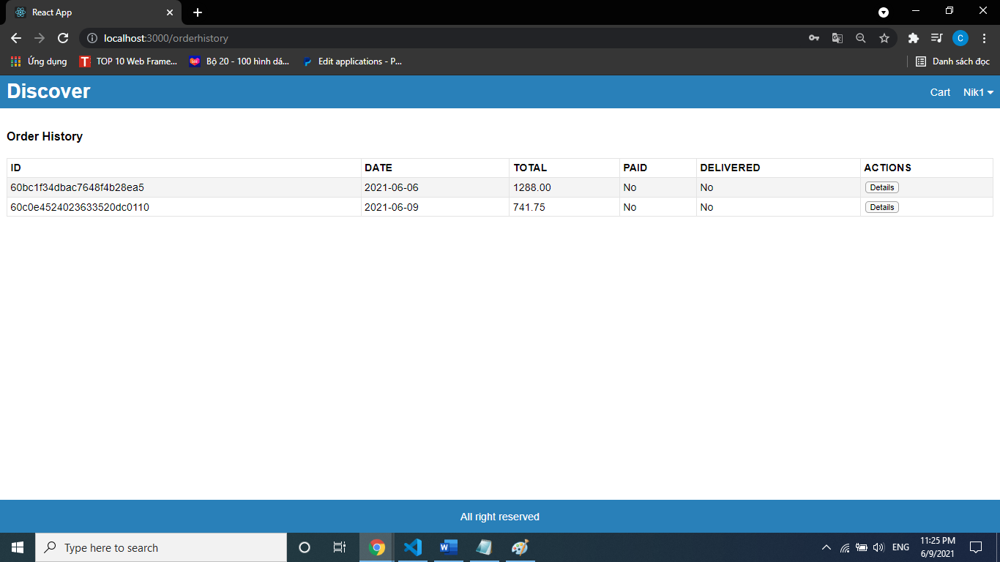 React App
localhost:3000/orderhistory
C
Ứng dụng
T TOP 10 Web Frame...
Bộ 20 - 100 hình dá...
Edit applications - P...
Danh sách đọc
Discover
Cart
Nik1
Order History
ID DATE TOTAL PAID DELIVERED ACTIONS
60bc1f34dbac7648f4b28ea5 2021-06-06 1288.00 No No Details
60c0e4524023633520dc0110 2021-06-09 741.75 No No Details
All right reserved
Type here to search
ENG
11:25 PM
6/9/2021